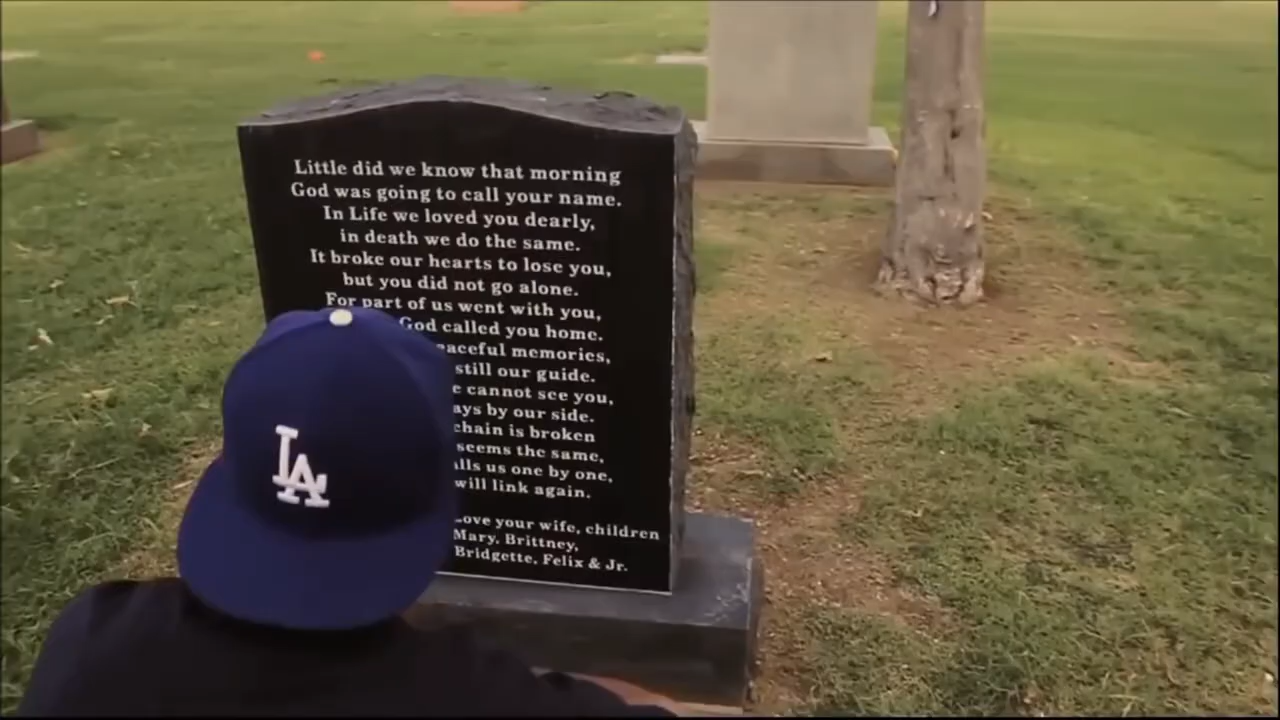 Little did we know that morning
God was going to call your name.
In Life we loved you dearly,
in death we do the same.
It broke our hearts to lose you,
but you did not go alone.
For part of us went with you,
God called you home.
memories,
still our guide.
cannot see you,
by our side.
chain is broken
seems the same,
us one by one,
will link again.
Love your wife, children
Mary, Brittney,
Bridgette, Felix & Jr.
LA